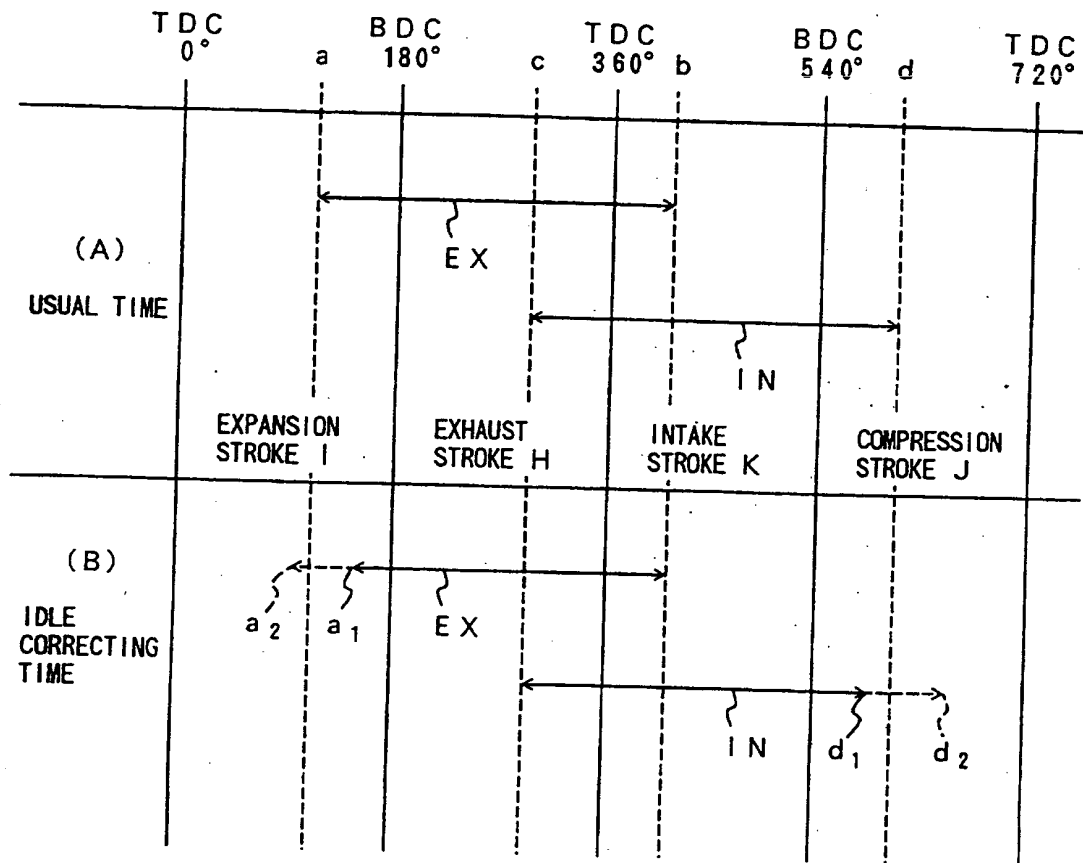 TDC BDC TDC BDC TDC
0° a 180° c 360° b 540° d 720°
(A)
USUAL TIME
EX
IN
EXPANSION
STROKE I
EXHAUST
STROKE H
INTAKE
STROKE K
COMPRESSION
STROKE J
(B)
IDLE
CORRECTING
TIME
a2 a1 EX
IN d1 d2